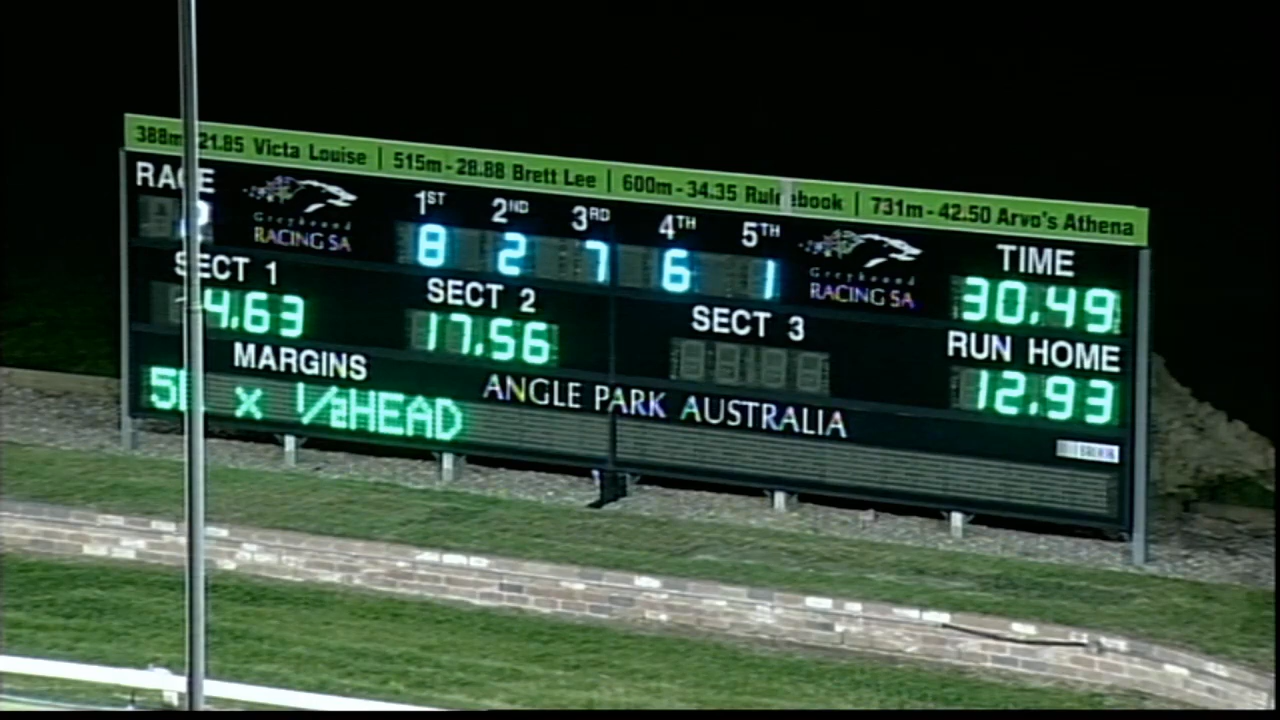 388m 21.85 Victa Louise | 515m - 28.88 Brett Lee | 600m - 34.35 Rulebook | 731m - 42.50 Arvo's Athena
RACE
1ST 2ND 3RD 4TH 5TH
Greyhound RACING SA
8 2 7 6 1
Greyhound RACING SA
TIME
30.49
SECT 1
4.63
SECT 2
17.56
SECT 3
RUN HOME
12.93
MARGINS
ANGLE PARK AUSTRALIA
x 1/2HEAD